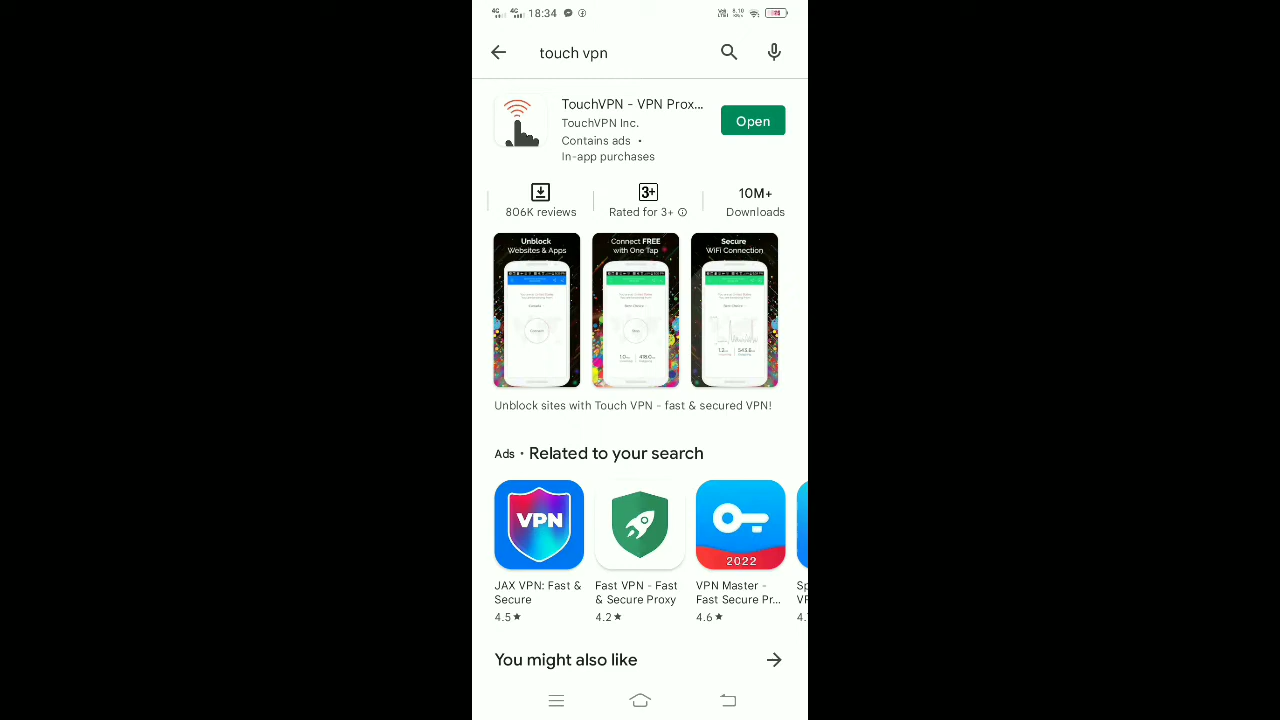 4G 4G 18:34
touch vpn
TouchVPN - VPN Prox...
Open
TouchVPN Inc.
Contains ads •
In-app purchases
3+
10M+
806K reviews
Rated for 3+
Downloads
Unblock
Websites & Apps
Connect FREE
with One Tap
Secure
WiFi Connection
Unblock sites with Touch VPN - fast & secured VPN!
Ads • Related to your search
VPN
2022
JAX VPN: Fast &
Secure
4.5★
Fast VPN - Fast
& Secure Proxy
4.2★
VPN Master -
Fast Secure Pr...
4.6★
You might also like